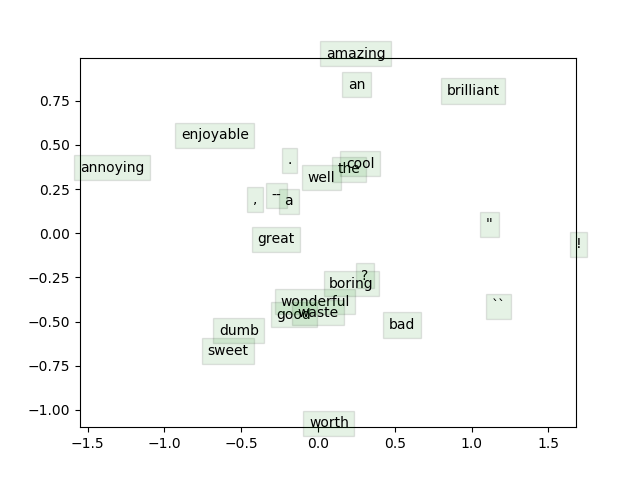 amazing
an
brilliant
0.75
enjoyable
0.50
.
cool
the
annoying
well
0.25
--
a
,
"
0.00
great
!
?
−0.25
boring
wonderful
``
waste
good
−0.50
bad
dumb
sweet
−0.75
−1.00
worth
−1.5 −1.0 −0.5 0.0 0.5 1.0 1.5